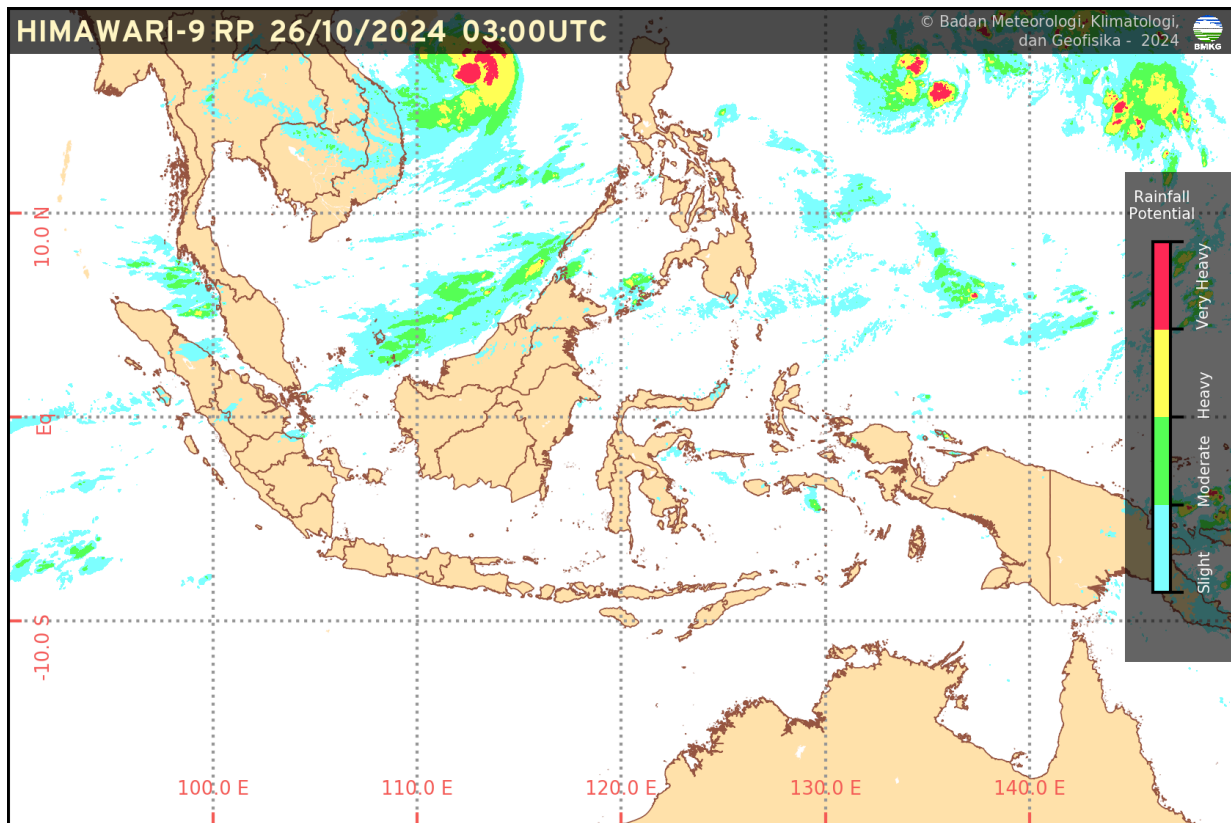 HIMAWARI-9 RP 26/10/2024 03:00UTC
© Badan Meteorologi, Klimatologi,
dan Geofisika - 2024
BMKG
Rainfall
Potential
Very Heavy
Heavy
Moderate
Slight
10.0 N
Eq
-10.0 S
100.0 E
110.0 E
120.0 E
130.0 E
140.0 E